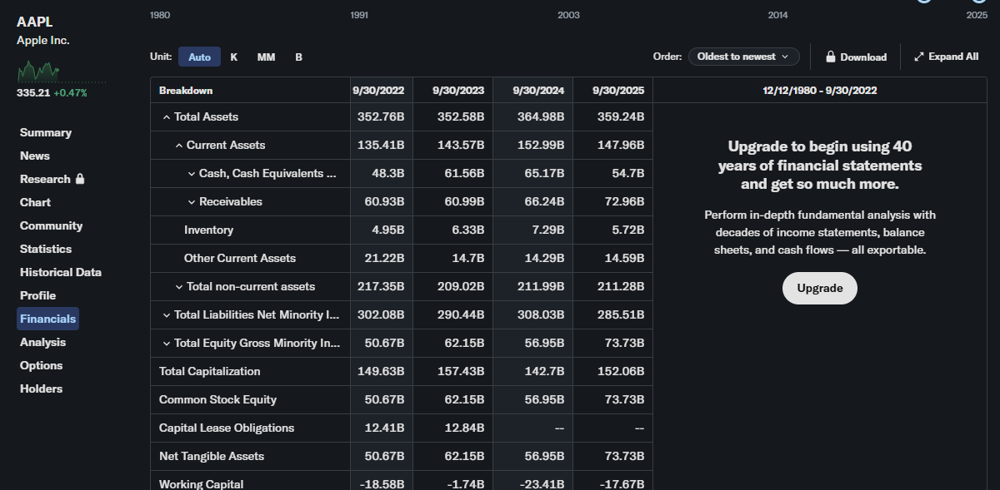 AAPL
Apple Inc.
335.21 +0.47%
Summary
News
Research
Chart
Community
Statistics
Historical Data
Profile
Financials
Analysis
Options
Holders
1980 1991 2003 2014 2025
Unit: Auto K MM B
Order: Oldest to newest Download Expand All
Breakdown 9/30/2022 9/30/2023 9/30/2024 9/30/2025 12/12/1980 - 9/30/2022
Total Assets 352.76B 352.58B 364.98B 359.24B
Current Assets 135.41B 143.57B 152.99B 147.96B
Cash, Cash Equivalents ... 48.3B 61.56B 65.17B 54.7B
Receivables 60.93B 60.99B 66.24B 72.96B
Inventory 4.95B 6.33B 7.29B 5.72B
Other Current Assets 21.22B 14.7B 14.29B 14.59B
Total non-current assets 217.35B 209.02B 211.99B 211.28B
Total Liabilities Net Minority I... 302.08B 290.44B 308.03B 285.51B
Total Equity Gross Minority In... 50.67B 62.15B 56.95B 73.73B
Total Capitalization 149.63B 157.43B 142.7B 152.06B
Common Stock Equity 50.67B 62.15B 56.95B 73.73B
Capital Lease Obligations 12.41B 12.84B -- --
Net Tangible Assets 50.67B 62.15B 56.95B 73.73B
Working Capital -18.58B -1.74B -23.41B -17.67B
Upgrade to begin using 40
years of financial statements
and get so much more.
Perform in-depth fundamental analysis with
decades of income statements, balance
sheets, and cash flows — all exportable.
Upgrade